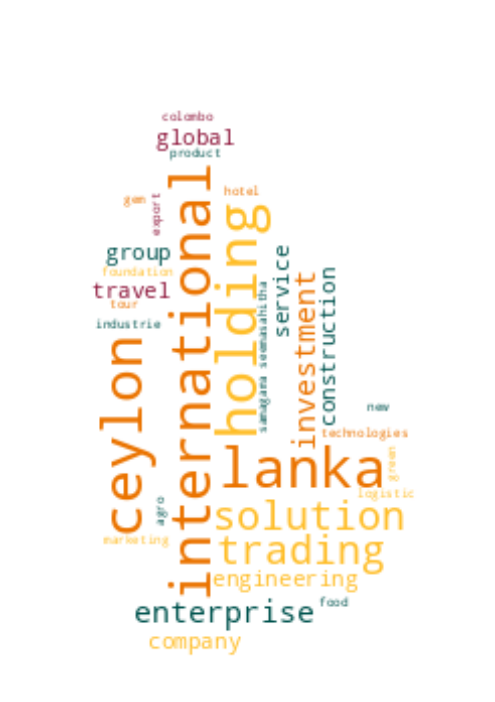 colombo
global
product
international
gem
export
hotel
holding
group
service
foundation
travel
tour
investment
construction
samagama seemasahitha
industrie
ceylon
new
technologies
lanka
green
logistic
agro
solution
marketing
trading
engineering
enterprise
food
company